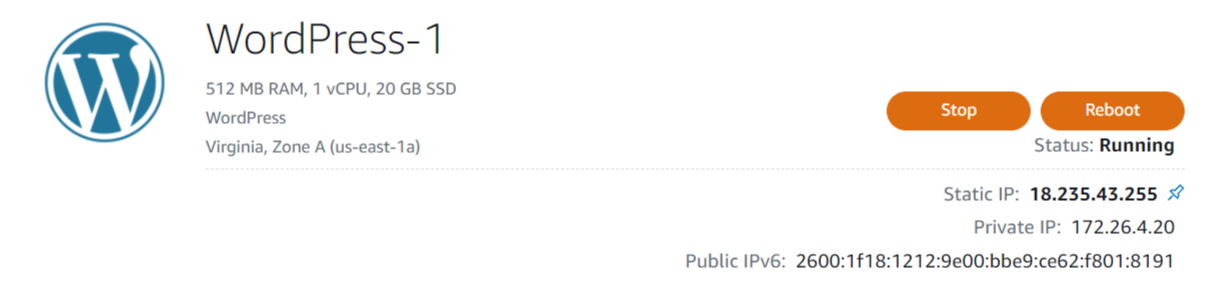 WordPress-1
512 MB RAM, 1 vCPU, 20 GB SSD
WordPress
Virginia, Zone A (us-east-1a)
Stop
Reboot
Status: Running
Static IP: 18.235.43.255
Private IP: 172.26.4.20
Public IPv6: 2600:1f18:1212:9e00:bbe9:ce62:f801:8191